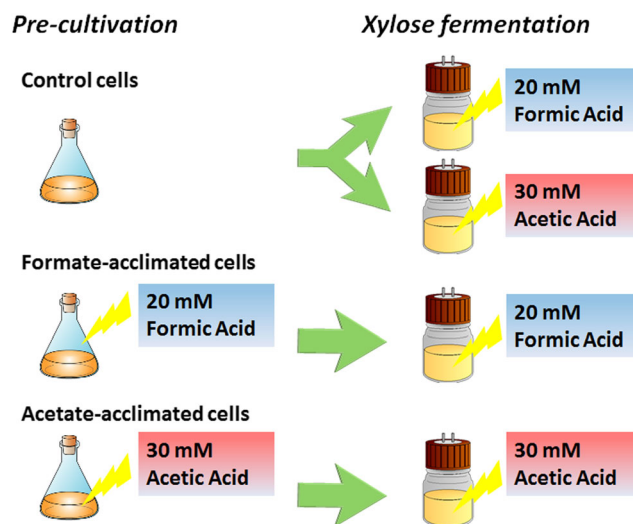 Pre-cultivation
Xylose fermentation
Control cells
20 mM
Formic Acid
30 mM
Acetic Acid
Formate-acclimated cells
20 mM
Formic Acid
20 mM
Formic Acid
Acetate-acclimated cells
30 mM
Acetic Acid
30 mM
Acetic Acid